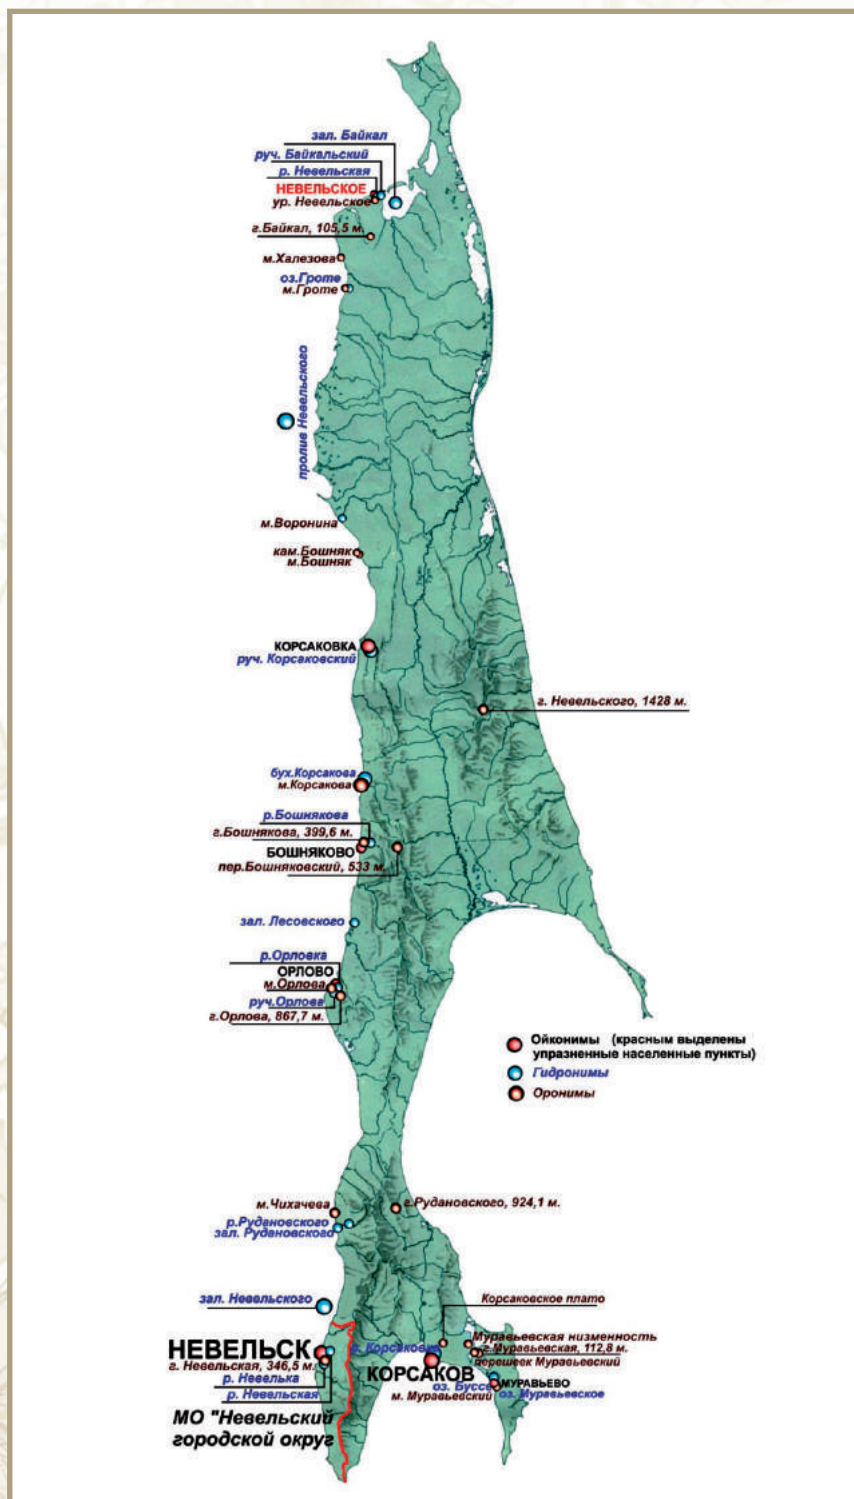 зал. Байкал
руч. Байкальский
р. Невельская
НЕВЕЛЬСКОЕ
ур. Невельское
г.Байкал, 105,5 м.
м.Халезова
оз.Гроте
м.Гроте
пролив Невельского
м.Воронина
кам.Бошняк
м.Бошняк
КОРСАКОВКА
руч. Корсаковский
г. Невельского, 1428 м.
бух.Корсакова
м.Корсакова
р.Бошнякова
г.Бошнякова, 399,6 м.
БОШНЯКОВО
пер.Бошняковский, 533 м.
зал. Лесовского
р.Орловка
ОРЛОВО
м.Орлова
руч.Орлова
г.Орлова, 867,7 м.
Ойконимы (красным выделены
упразненные населенные пункты)
Гидронимы
Оронимы
м.Чихачева
г.Рудановского, 924,1 м.
р.Рудановского
зал. Рудановского
зал. Невельского
Корсаковское плато
НЕВЕЛЬСК
г. Невельская, 346,5 м.
р. Невелька
р. Невельская
МО "Невельский
городской округ
р. Корсаковка
КОРСАКОВ
Муравьевская низменность
г.Муравьевская, 112,8 м.
перешеек Муравьевский
оз. Буссе
МУРАВЬЕВО
м. Муравьевский
оз. Муравьевское